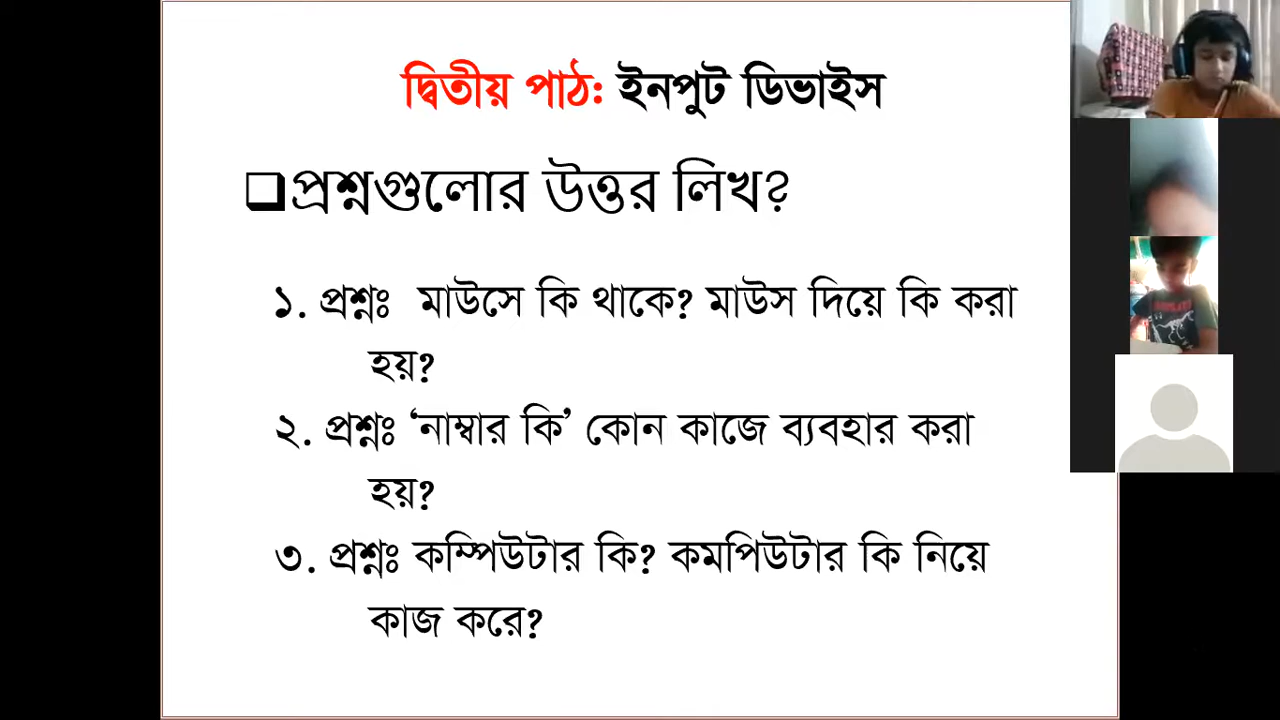 দ্বিতীয় পাঠ: ইনপুট ডিভাইস
প্রশ্নগুলোর উত্তর লিখ?
১. প্রশ্নঃ মাউসে কি থাকে? মাউস দিয়ে কি করা
হয়?
২. প্রশ্নঃ ‘নাম্বার কি’ কোন কাজে ব্যবহার করা
হয়?
৩. প্রশ্নঃ কম্পিউটার কি? কমপিউটার কি নিয়ে
কাজ করে?